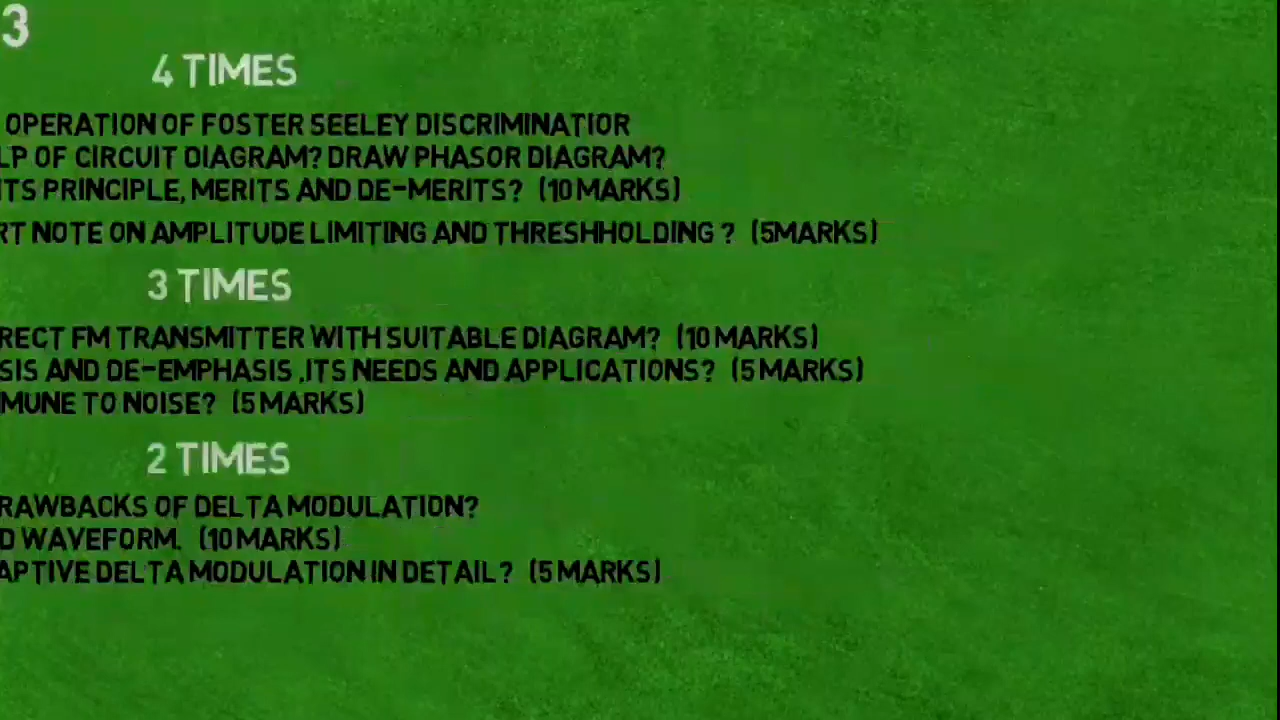 3
4 TIMES
OPERATION OF FOSTER SEELEY DISCRIMINATIOR
LP OF CIRCUIT DIAGRAM? DRAW PHASOR DIAGRAM?
ITS PRINCIPLE, MERITS AND DE-MERITS? (10 MARKS)
RT NOTE ON AMPLITUDE LIMITING AND THRESHHOLDING ? (5MARKS)
3 TIMES
RECT FM TRANSMITTER WITH SUITABLE DIAGRAM? (10 MARKS)
SIS AND DE-EMPHASIS ,ITS NEEDS AND APPLICATIONS? (5 MARKS)
MUNE TO NOISE? (5 MARKS)
2 TIMES
RAWBACKS OF DELTA MODULATION?
D WAVEFORM. (10 MARKS)
APTIVE DELTA MODULATION IN DETAIL? (5 MARKS)